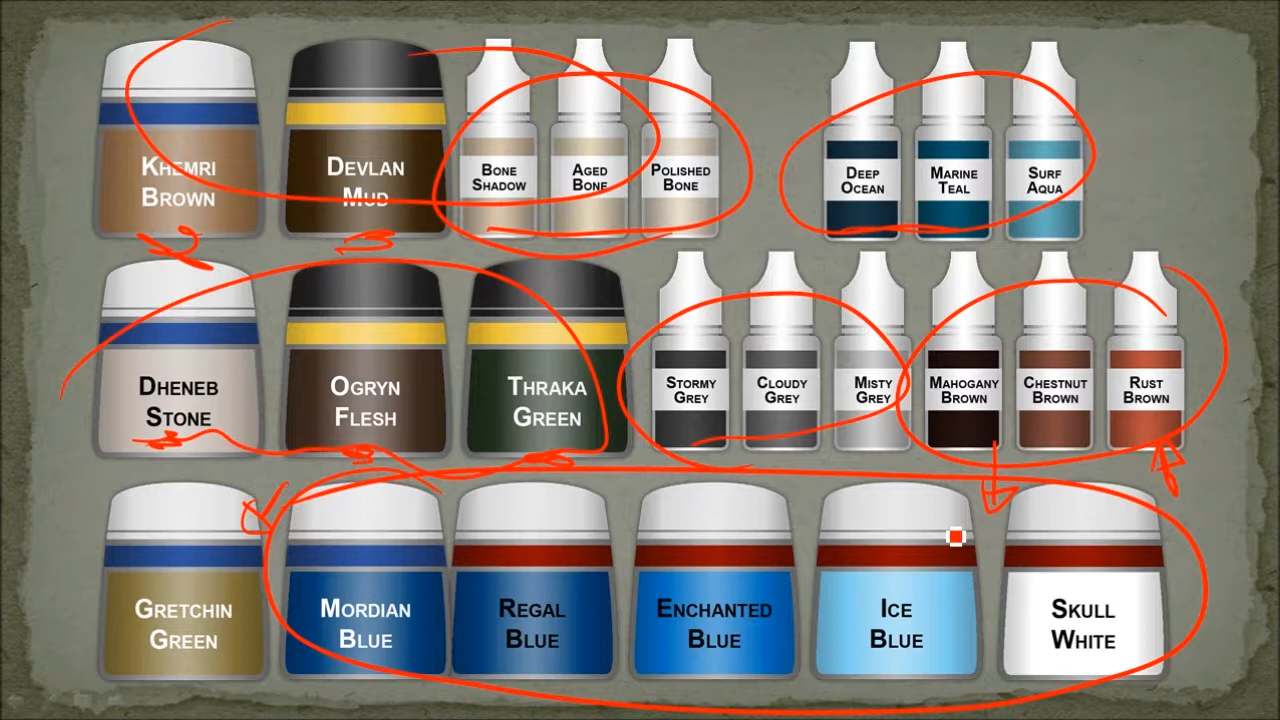 Khemri
Brown
Devlan
Mud
Bone
Shadow
Aged
Bone
Polished
Bone
Deep
Ocean
Marine
Teal
Surf
Aqua
Dheneb
Stone
Ogryn
Flesh
Thraka
Green
Stormy
Grey
Cloudy
Grey
Misty
Grey
Mahogany
Brown
Chestnut
Brown
Rust
Brown
Gretchin
Green
Mordian
Blue
Regal
Blue
Enchanted
Blue
Ice
Blue
Skull
White